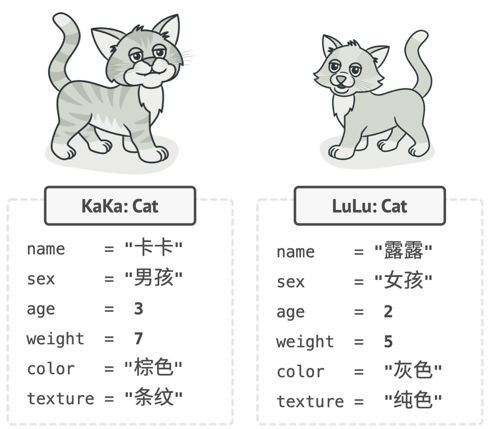 KaKa: Cat
name = "卡卡"
sex = "男孩"
age = 3
weight = 7
color = "棕色"
texture = "条纹"
LuLu: Cat
name = "露露"
sex = "女孩"
age = 2
weight = 5
color = "灰色"
texture = "纯色"